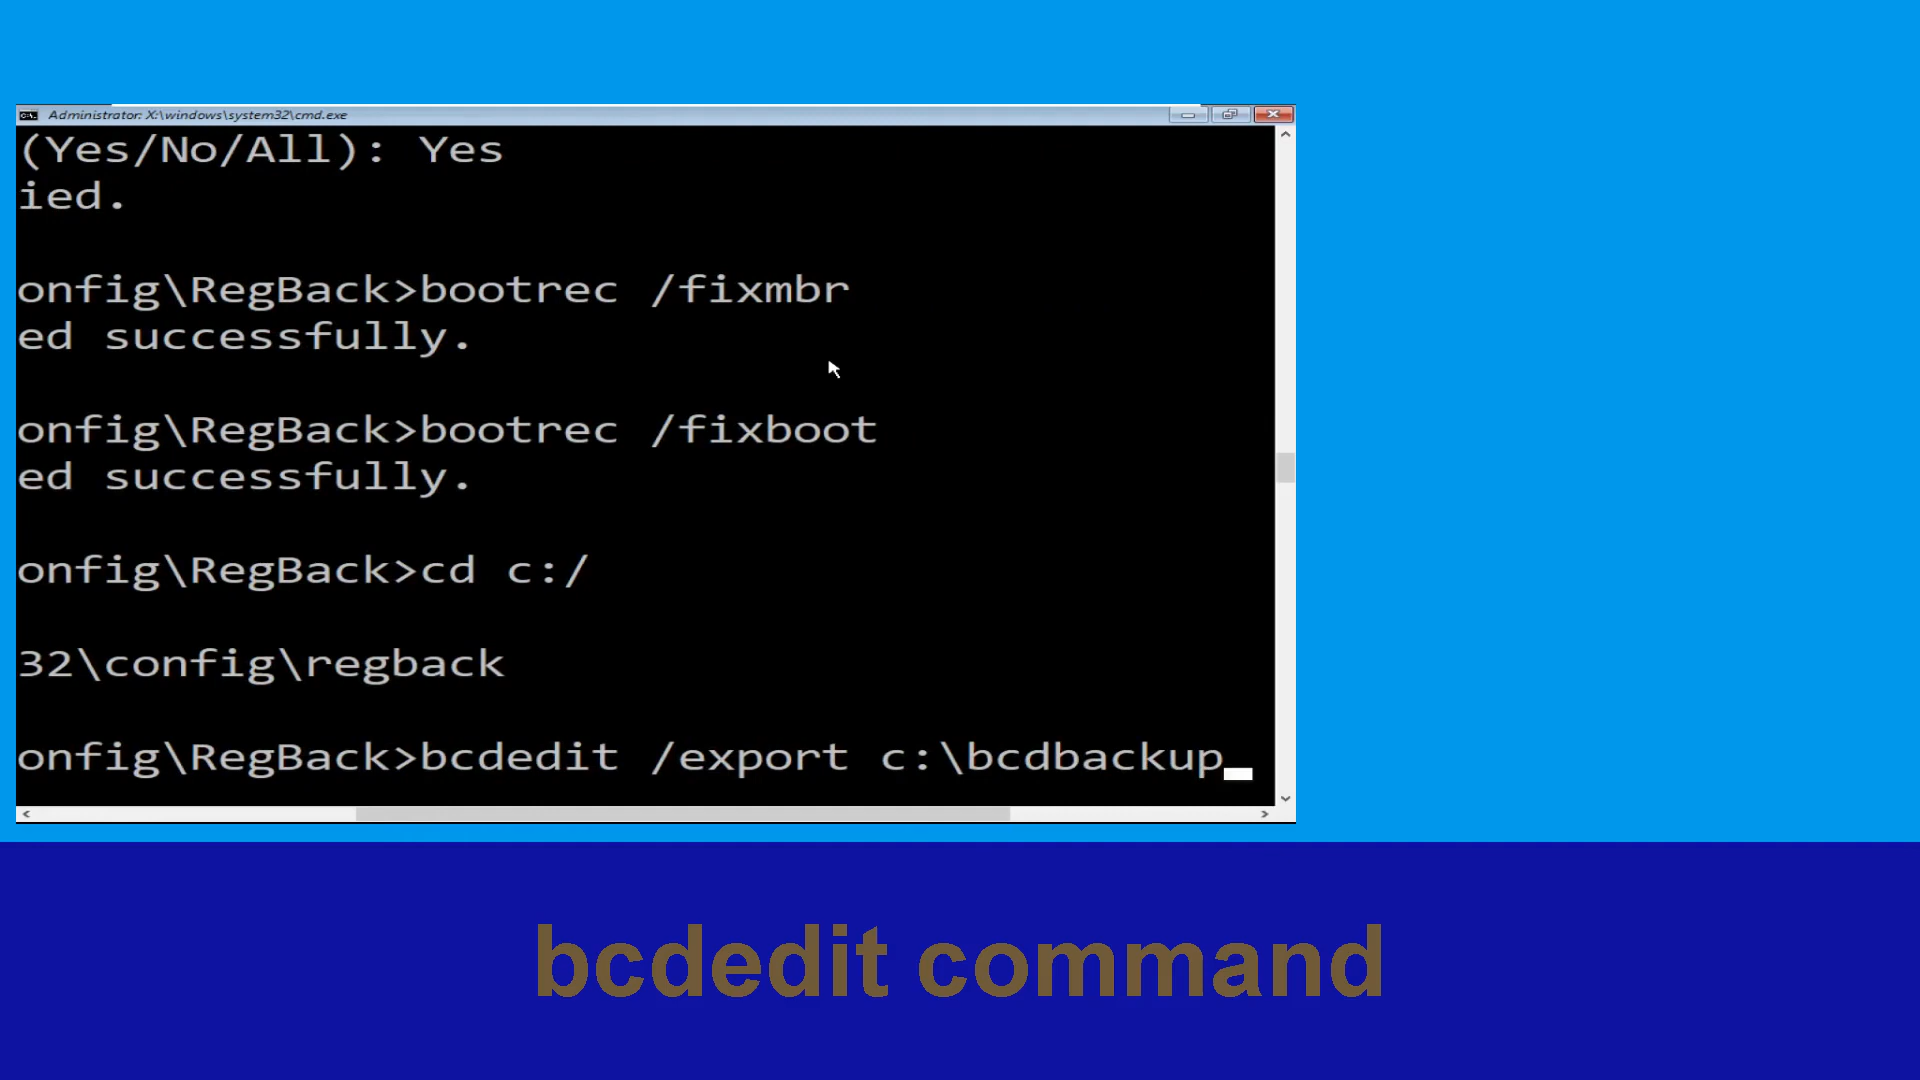 Administrator: X:\windows\system32\cmd.exe
(Yes/No/All): Yes
ied.
onfig\RegBack>bootrec /fixmbr
ed successfully.
onfig\RegBack>bootrec /fixboot
ed successfully.
onfig\RegBack>cd c:/
32\config\regback
onfig\RegBack>bcdedit /export c:\bcdbackup
bcdedit command